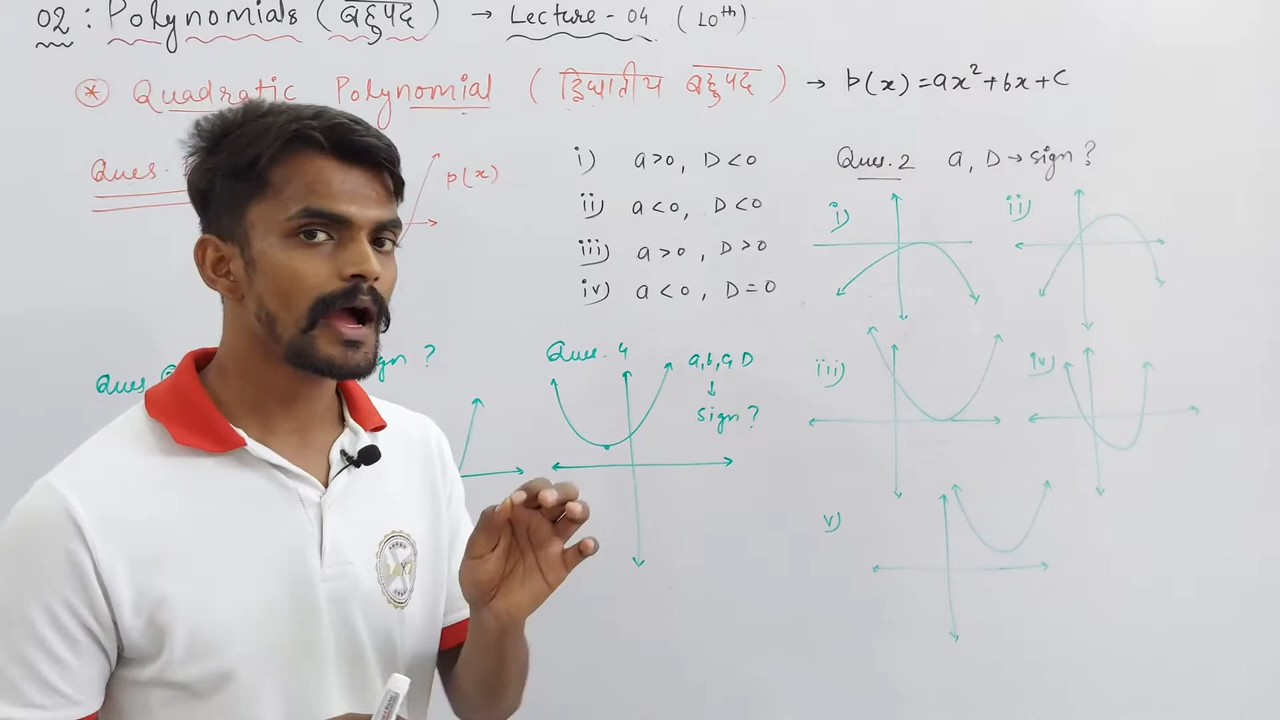 02 : Polynomials (बहुपद) → Lecture - 04 (10th)
* Quadratic Polynomial (द्विघातीय बहुपद) → p(x) = ax² + bx + c
Ques.
p(x)
i) a>0, D<0
ii) a<0, D<0
iii) a>0, D>0
iv) a<0, D=0
Ques. 2 a, D → sign ?
i)
ii)
iii)
iv)
v)
Ques
gn ?
Ques. 4
a, b, c, D
↓
sign ?